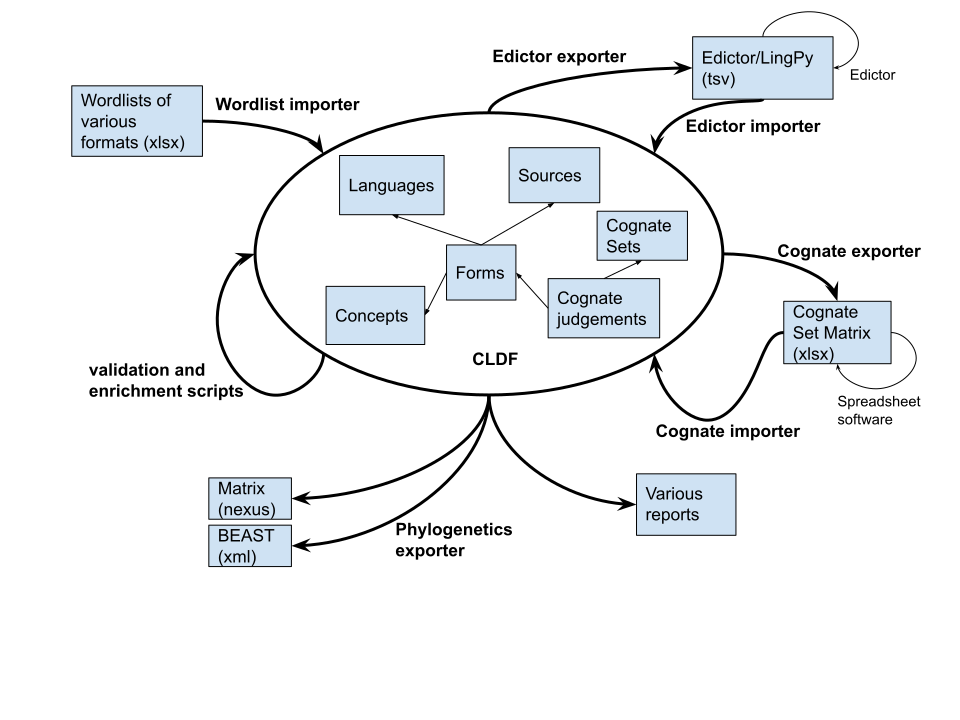 Edictor exporter
Edictor/LingPy
(tsv)
Edictor
Wordlists of
various
formats (xlsx)
Wordlist importer
Edictor importer
Languages
Sources
Cognate
Sets
Forms
Cognate
judgements
Concepts
CLDF
Cognate exporter
Cognate
Set Matrix
(xlsx)
Spreadsheet
software
Cognate importer
validation and
enrichment scripts
Matrix
(nexus)
BEAST
(xml)
Phylogenetics
exporter
Various
reports